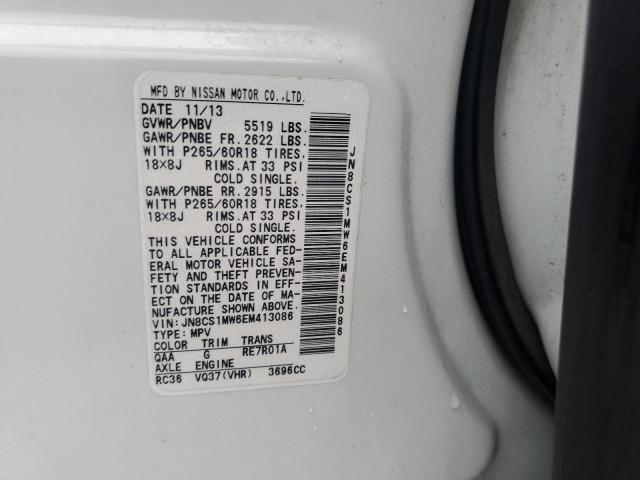 MFD BY NISSAN MOTOR CO.,LTD.
DATE 11/13
GVWR/PNBV 5519 LBS.
GAWR/PNBE FR. 2622 LBS.
WITH P265/60R18 TIRES,
18×8J RIMS.AT 33 PSI
COLD SINGLE.
GAWR/PNBE RR. 2915 LBS.
WITH P265/60R18 TIRES,
18×8J RIMS.AT 33 PSI
COLD SINGLE.
THIS VEHICLE CONFORMS
TO ALL APPLICABLE FED-
ERAL MOTOR VEHICLE SA-
FETY AND THEFT PREVEN-
TION STANDARDS IN EFF-
ECT ON THE DATE OF MA-
NUFACTURE SHOWN ABOVE.
VIN:JN8CS1MW6EM413086
TYPE: MPV
COLOR TRIM TRANS
QAA G RE7R01A
AXLE ENGINE
RC36 VQ37(VHR) 3696CC
JN8CS1MW6EM413086